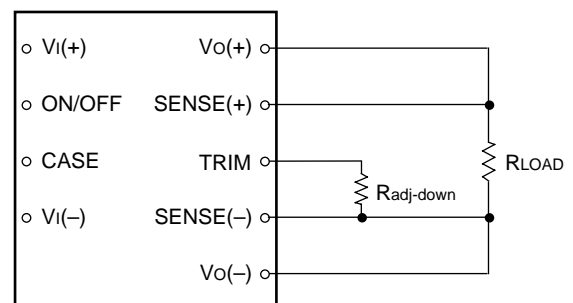 VI(+) VO(+)
ON/OFF SENSE(+)
CASE TRIM RLOAD
Radj-down
VI(–) SENSE(–)
VO(–)